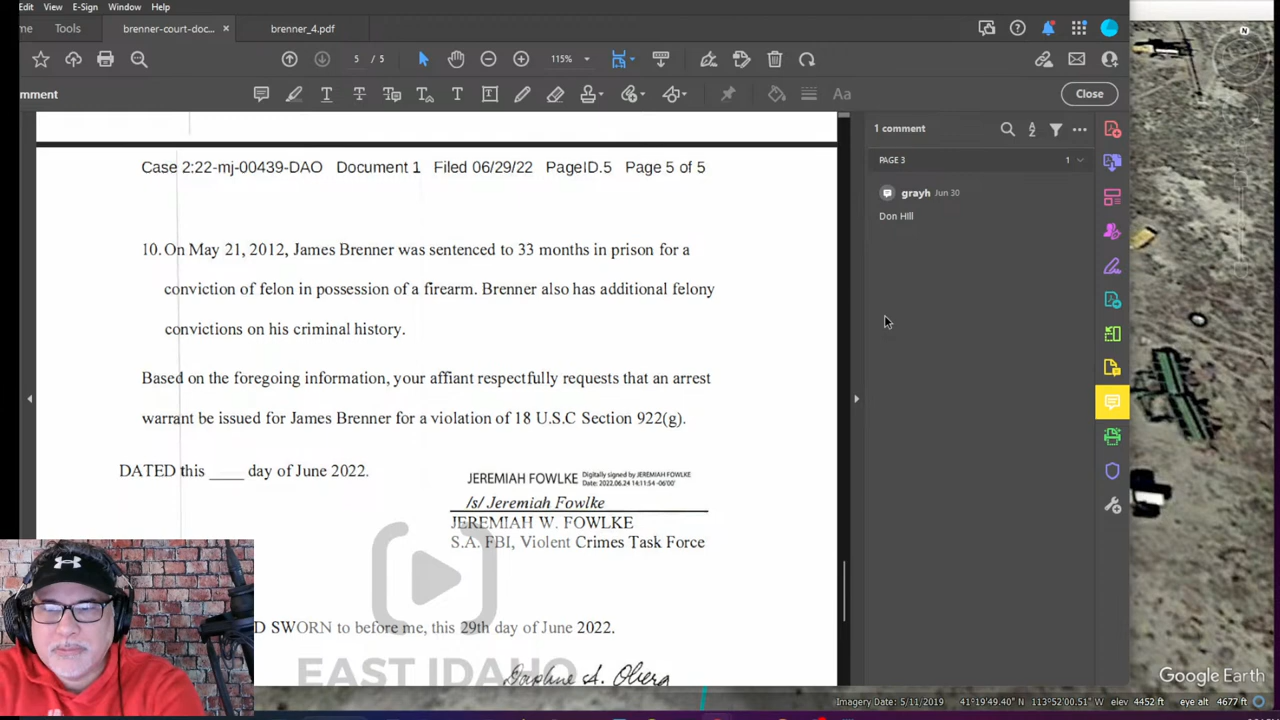 Edit View E-Sign Window Help
me Tools brenner-court-doc... × brenner_4.pdf
5 / 5 115%
mment Close
Case 2:22-mj-00439-DAO Document 1 Filed 06/29/22 PageID.5 Page 5 of 5
10. On May 21, 2012, James Brenner was sentenced to 33 months in prison for a
conviction of felon in possession of a firearm. Brenner also has additional felony
convictions on his criminal history.
Based on the foregoing information, your affiant respectfully requests that an arrest
warrant be issued for James Brenner for a violation of 18 U.S.C Section 922(g).
DATED this ____ day of June 2022.
JEREMIAH FOWLKE Digitally signed by JEREMIAH FOWLKE
Date: 2022.06.24 14:11:54 -06'00'
/s/ Jeremiah Fowlke
JEREMIAH W. FOWLKE
S.A. FBI, Violent Crimes Task Force
D SWORN to before me, this 29th day of June 2022.
EAST IDAHO
1 comment
PAGE 3 1
grayh Jun 30
Don Hill
N
Google Earth
Imagery Date: 5/11/2019 41°19'49.40" N 113°52'00.51" W elev 4452 ft eye alt 4677 ft